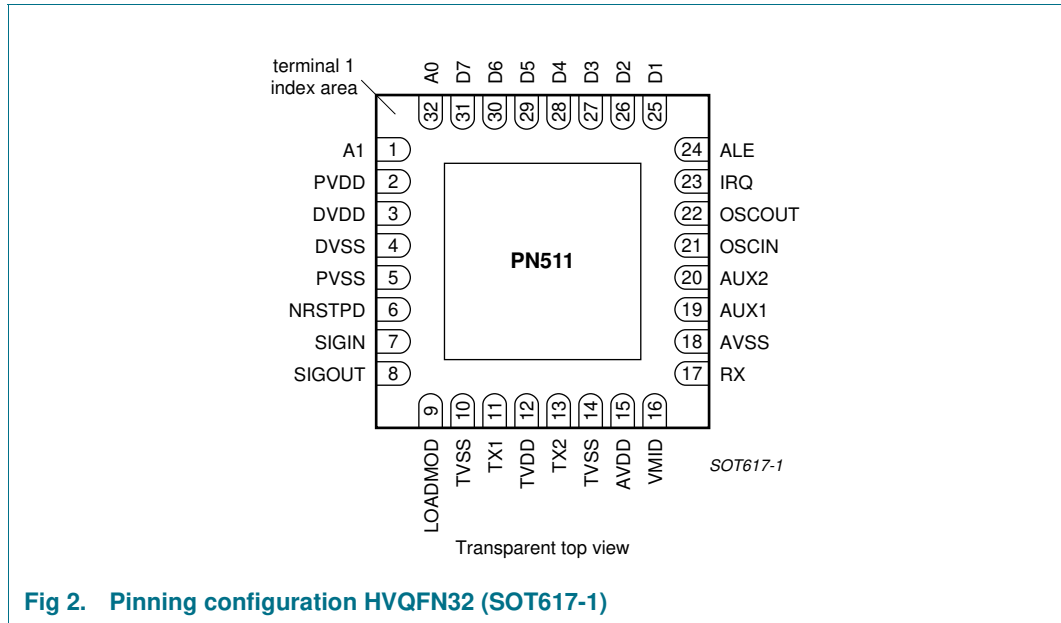 terminal 1
index area
A0
D7
D6
D5
D4
D3
D2
D1
32
31
30
29
28
27
26
25
A1 1
PVDD 2
DVDD 3
DVSS 4
PVSS 5
NRSTPD 6
SIGIN 7
SIGOUT 8
PN511
24 ALE
23 IRQ
22 OSCOUT
21 OSCIN
20 AUX2
19 AUX1
18 AVSS
17 RX
9
10
11
12
13
14
15
16
LOADMOD
TVSS
TX1
TVDD
TX2
TVSS
AVDD
VMID
SOT617-1
Transparent top view
Fig 2. Pinning configuration HVQFN32 (SOT617-1)